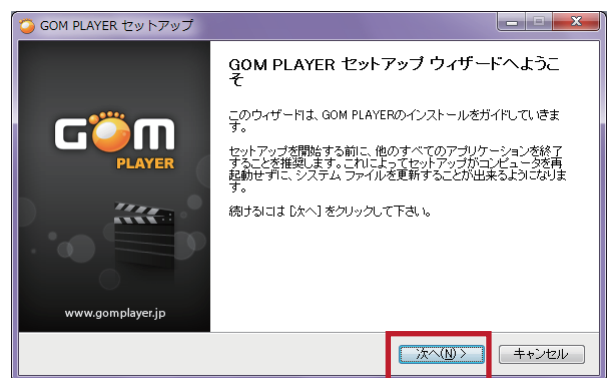 GOM PLAYER セットアップ
GOM PLAYER セットアップ ウィザードへようこ
そ
このウィザードは、GOM PLAYERのインストールをガイドしていきま
す。
セットアップを開始する前に、他のすべてのアプリケーションを終了
することを推奨します。これによってセットアップがコンピュータを再
起動せずに、システム ファイルを更新することが出来るようになりま
す。
続けるには [次へ] をクリックして下さい。
GOM
PLAYER
www.gomplayer.jp
次へ(N) >
キャンセル